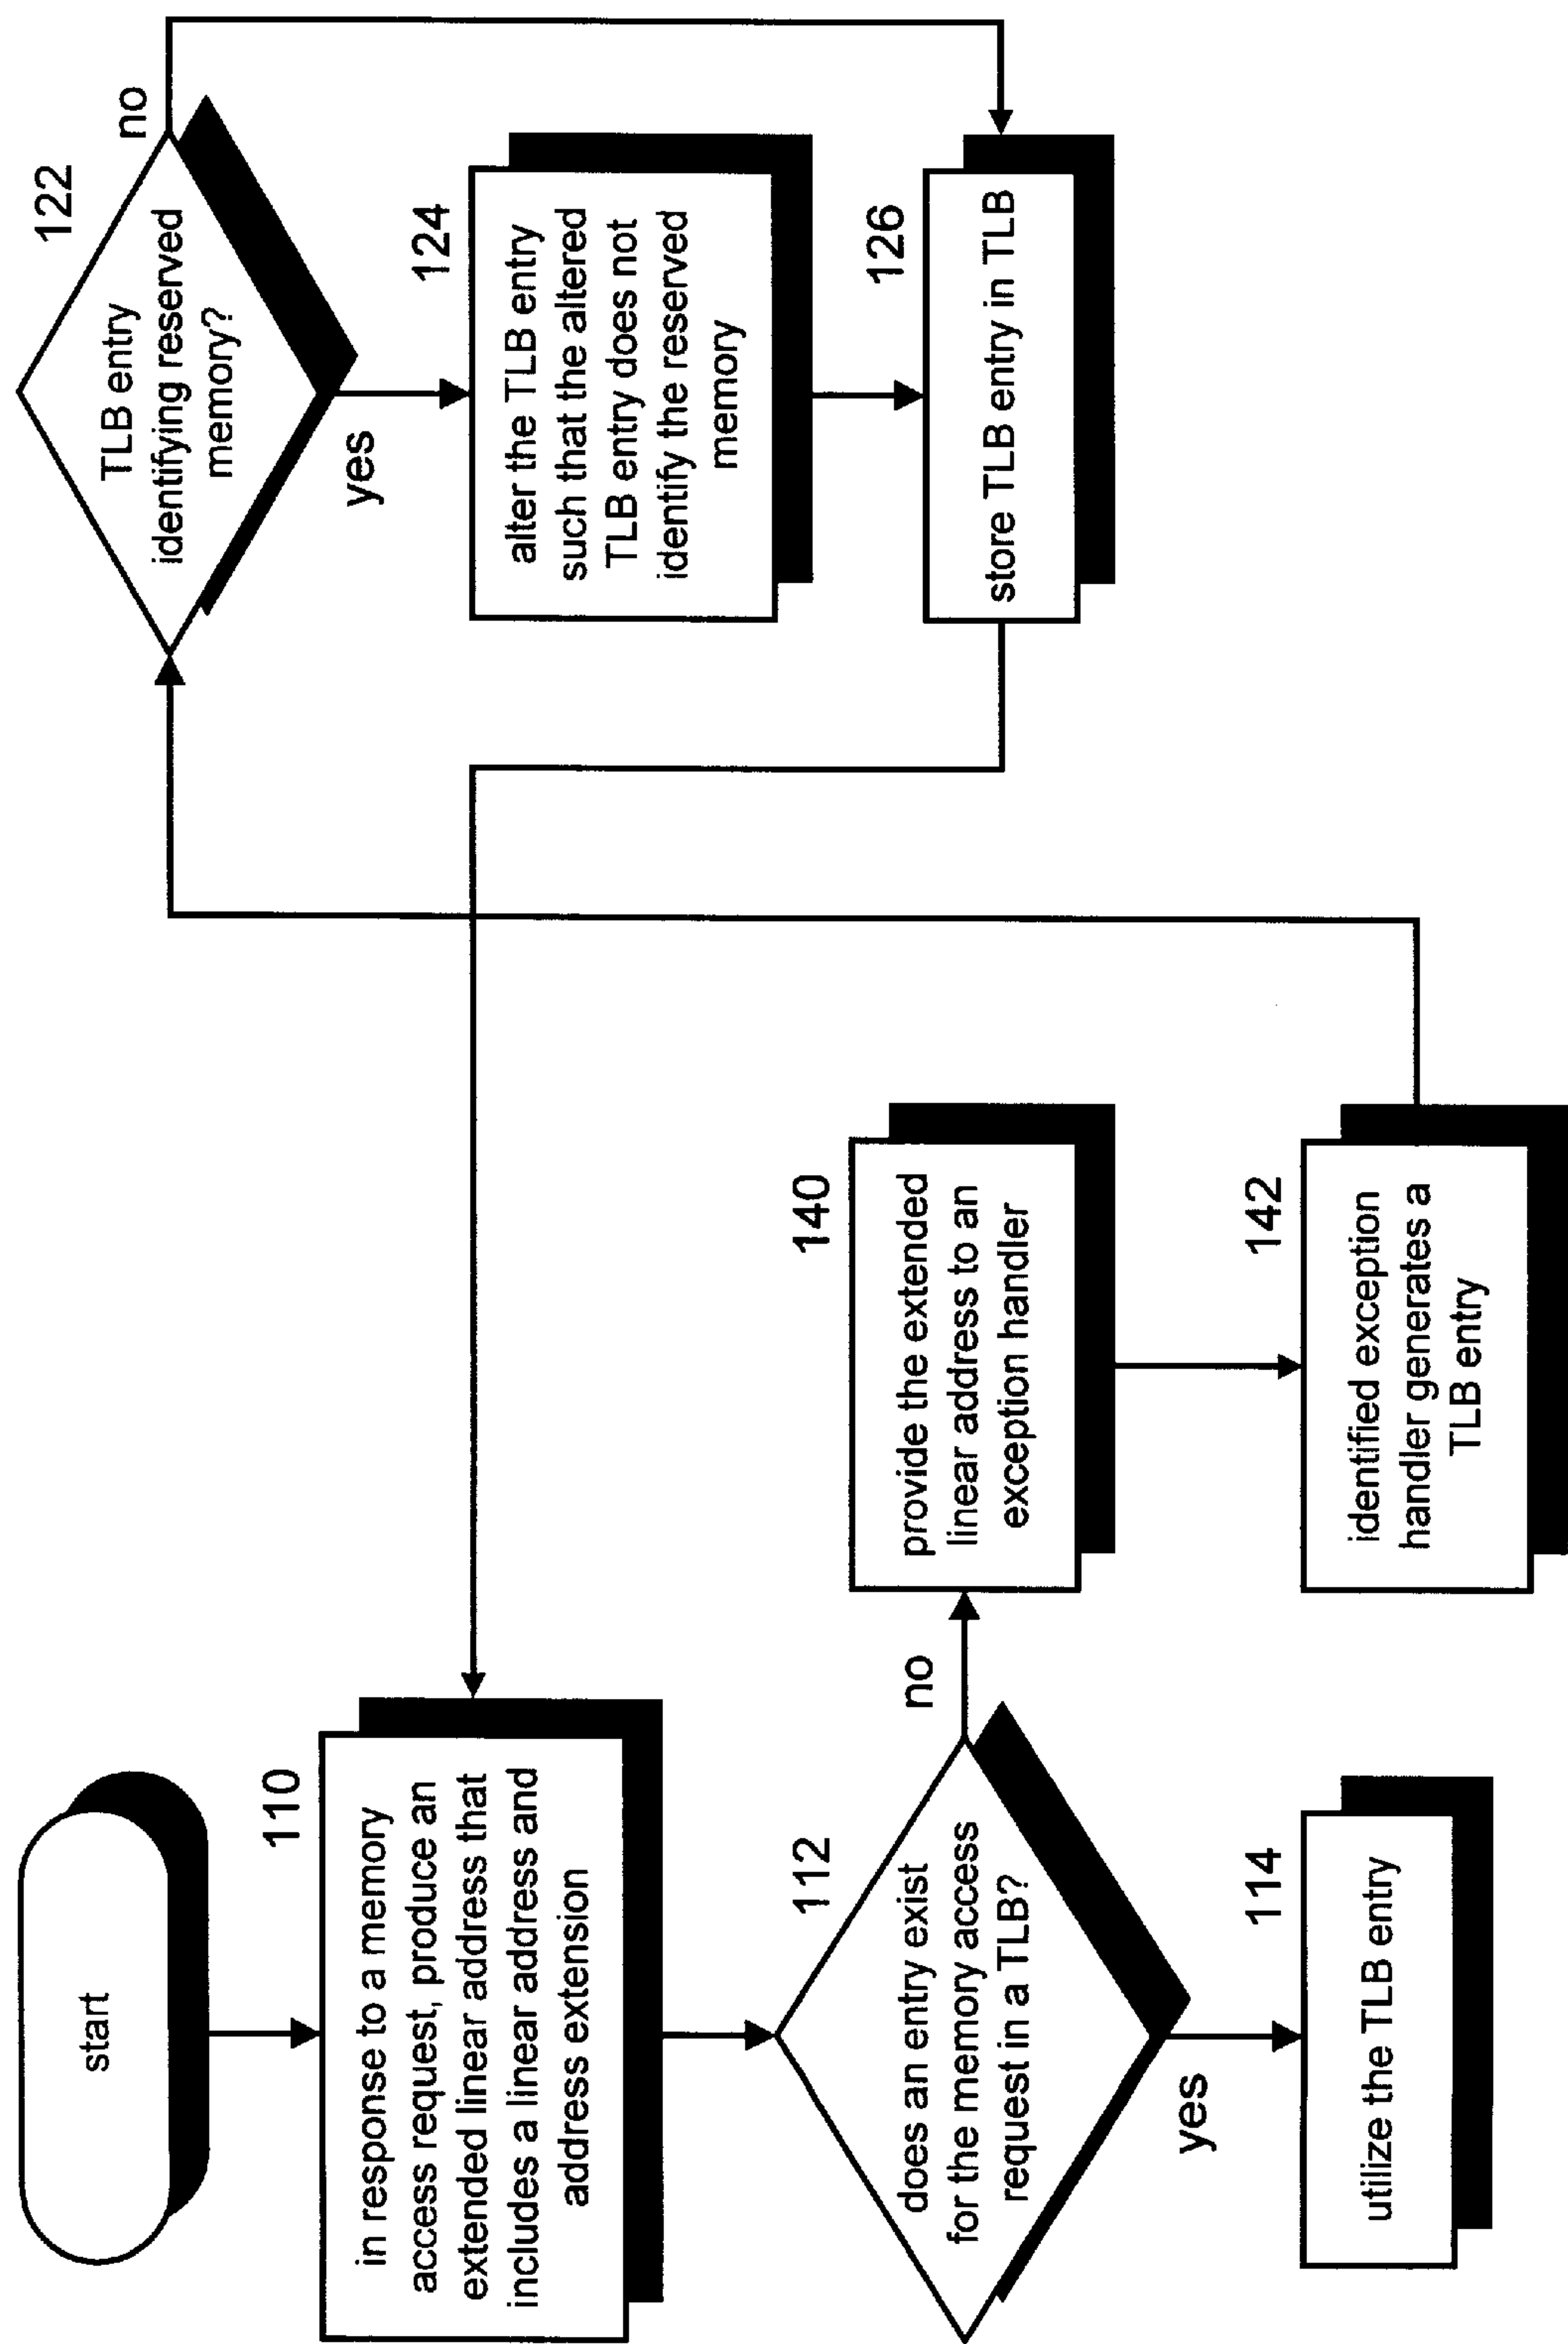 start
110
in response to a memory
access request, produce an
extended linear address that
includes a linear address and
address extension
112
does an entry exist
for the memory access
request in a TLB?
no
yes
114
utilize the TLB entry
140
provide the extended
linear address to an
exception handler
142
identified exception
handler generates a
TLB entry
122
TLB entry
identifying reserved
memory?
no
yes
124
alter the TLB entry
such that the altered
TLB entry does not
identify the reserved
memory
126
store TLB entry in TLB